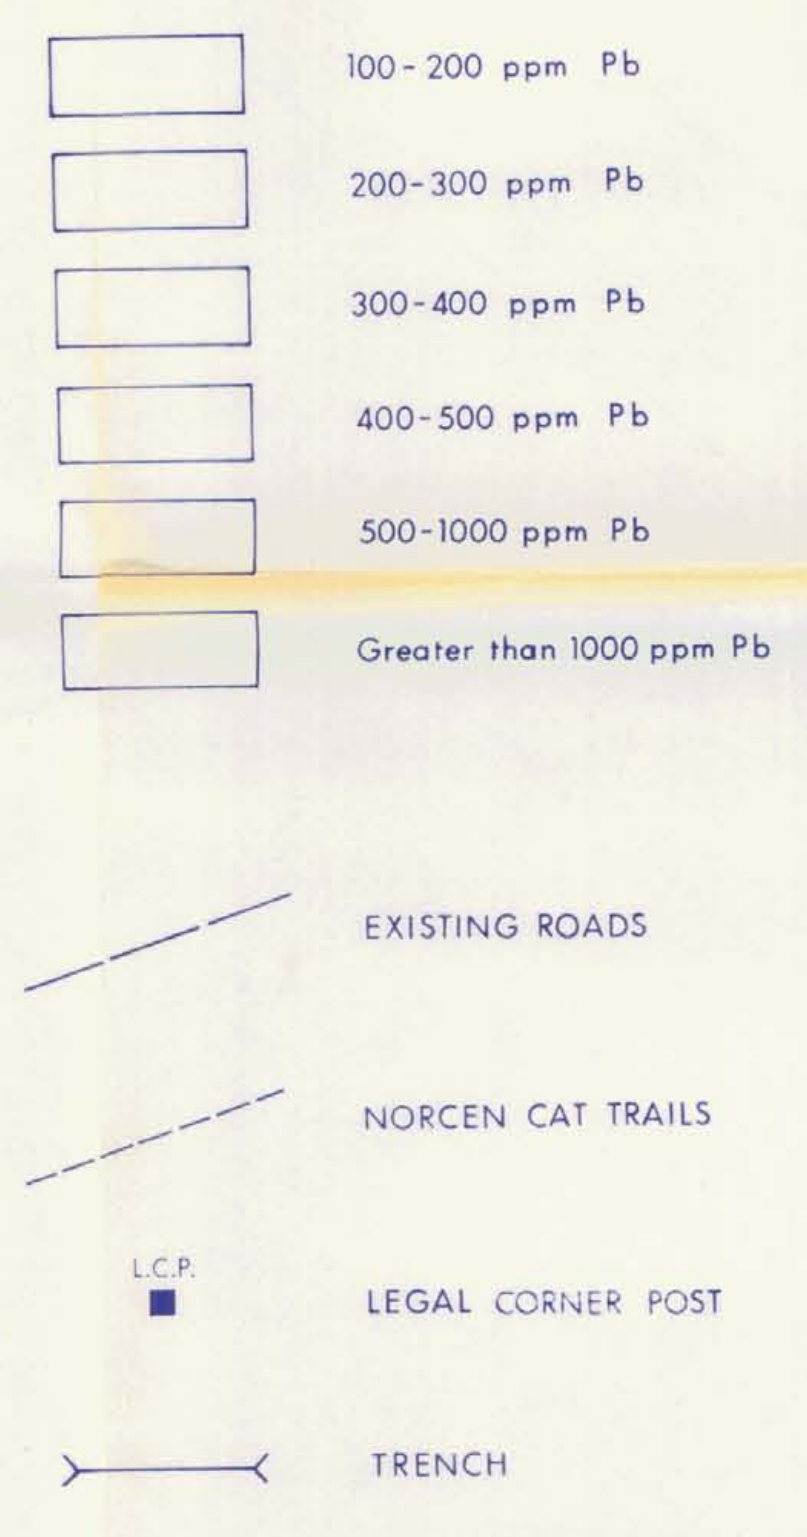 100-200 ppm Pb
200-300 ppm Pb
300-400 ppm Pb
400-500 ppm Pb
500-1000 ppm Pb
Greater than 1000 ppm Pb
EXISTING ROADS
NORCEN CAT TRAILS
L.C.P.
LEGAL CORNER POST
TRENCH